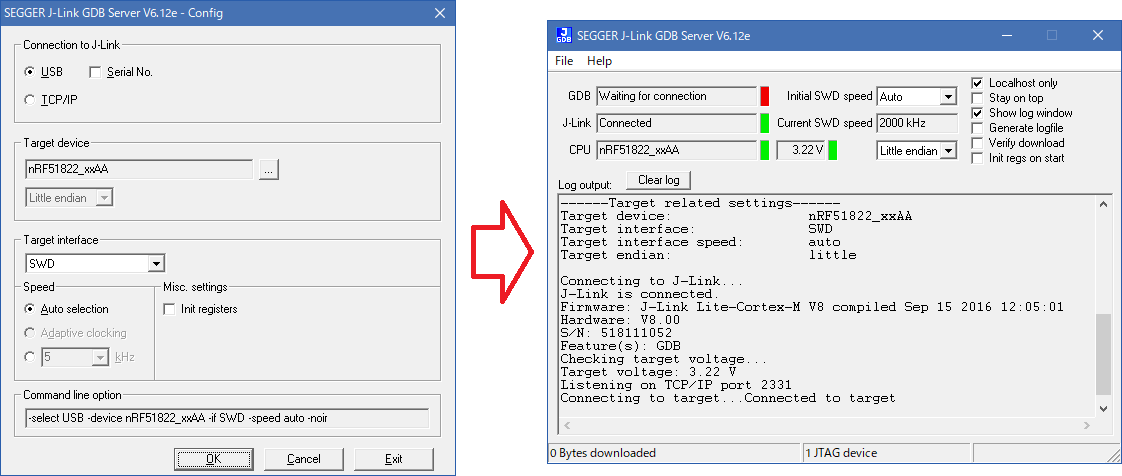 SEGGER J-Link GDB Server V6.12e - Config
Connection to J-Link
USB Serial No.
TCP/IP
Target device
nRF51822_xxAA ...
Little endian
Target interface
SWD
Speed Misc. settings
Auto selection Init registers
Adaptive clocking
5 kHz
Command line option
-select USB -device nRF51822_xxAA -if SWD -speed auto -noir
OK Cancel Exit
J GDB
SEGGER J-Link GDB Server V6.12e
File Help
GDB Waiting for connection Initial SWD speed Auto
J-Link Connected Current SWD speed 2000 kHz
CPU nRF51822_xxAA 3.22 V Little endian
Localhost only
Stay on top
Show log window
Generate logfile
Verify download
Init regs on start
Log output: Clear log
------Target related settings------
Target device: nRF51822_xxAA
Target interface: SWD
Target interface speed: auto
Target endian: little
Connecting to J-Link...
J-Link is connected.
Firmware: J-Link Lite-Cortex-M V8 compiled Sep 15 2016 12:05:01
Hardware: V8.00
S/N: 518111052
Feature(s): GDB
Checking target voltage...
Target voltage: 3.22 V
Listening on TCP/IP port 2331
Connecting to target...Connected to target
0 Bytes downloaded 1 JTAG device